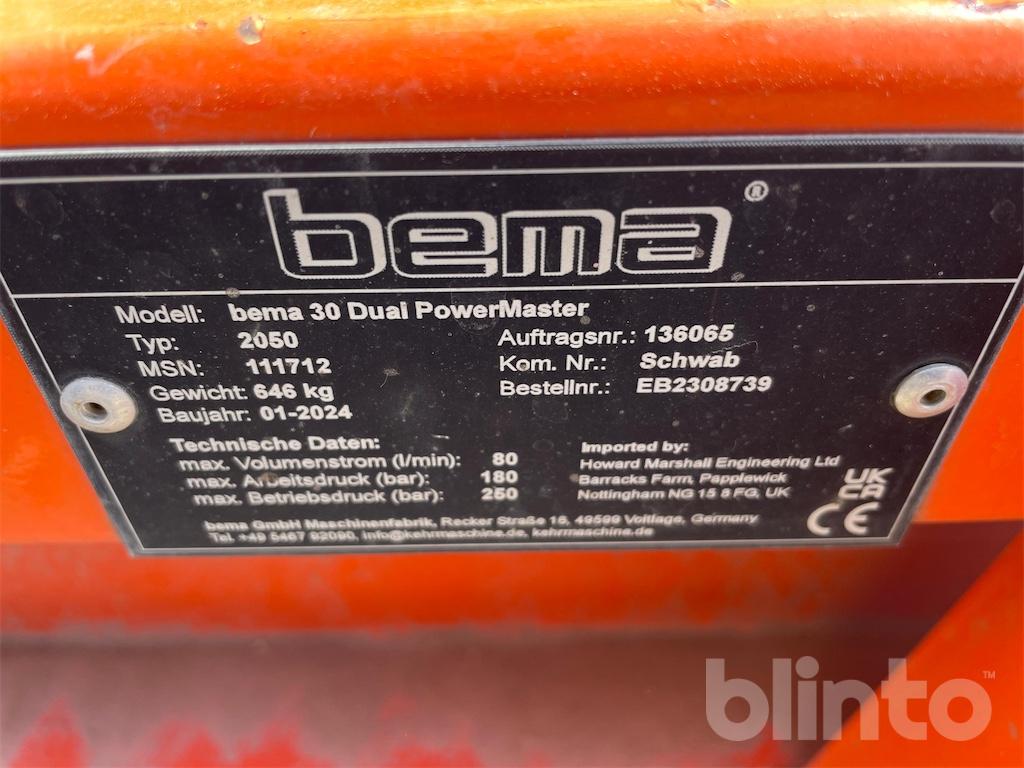 bema®
Modell: bema 30 Dual PowerMaster
Typ: 2050
MSN: 111712
Gewicht: 646 kg
Baujahr: 01-2024
Auftragsnr.: 136065
Kom. Nr.: Schwab
Bestellnr.: EB2308739
Technische Daten:
max. Volumenstrom (l/min): 80
max. Arbeitsdruck (bar): 180
max. Betriebsdruck (bar): 250
Imported by:
Howard Marshall Engineering Ltd
Barracks Farm, Papplewick
Nottingham NG 15 8 FG, UK
UK
CA
CE
bema GmbH Maschinenfabrik, Recker Straße 16, 49599 Voltlage, Germany
Tel. +49 5467 92090, info@kehrmaschine.de, kehrmaschine.de
blinto™